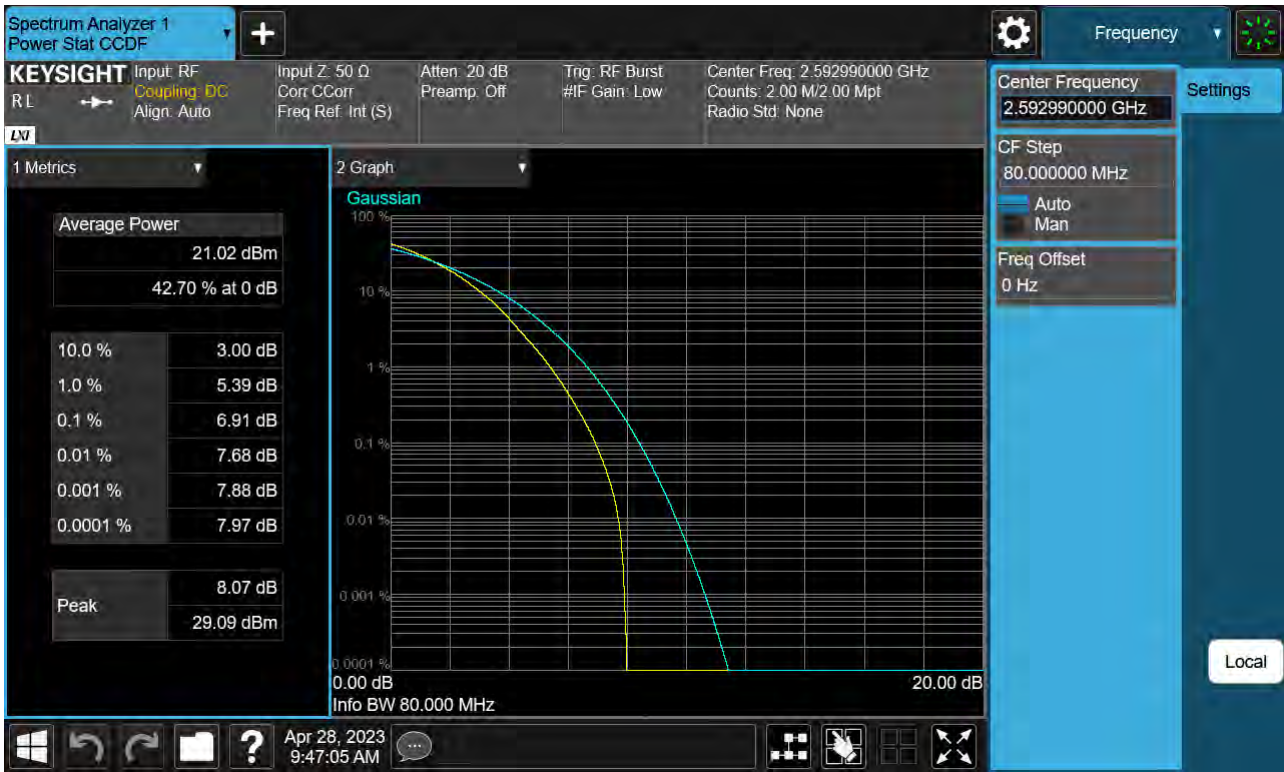 Spectrum Analyzer 1
Power Stat CCDF
+
Frequency
KEYSIGHT
R L
LXI
Input: RF
Coupling: DC
Align: Auto
Input Z: 50 Ω
Corr CCorr
Freq Ref: Int (S)
Atten: 20 dB
Preamp: Off
Trig: RF Burst
#IF Gain: Low
Center Freq: 2.592990000 GHz
Counts: 2.00 M/2.00 Mpt
Radio Std: None
Center Frequency
2.592990000 GHz
Settings
CF Step
80.000000 MHz
Auto
Man
Freq Offset
0 Hz
Local
1 Metrics
Average Power
21.02 dBm
42.70 % at 0 dB
10.0 % 3.00 dB
1.0 % 5.39 dB
0.1 % 6.91 dB
0.01 % 7.68 dB
0.001 % 7.88 dB
0.0001 % 7.97 dB
Peak
8.07 dB
29.09 dBm
2 Graph
Gaussian
100 %
10 %
1 %
0.1 %
0.01 %
0.001 %
0.0001 %
0.00 dB
20.00 dB
Info BW 80.000 MHz
?
Apr 28, 2023
9:47:05 AM